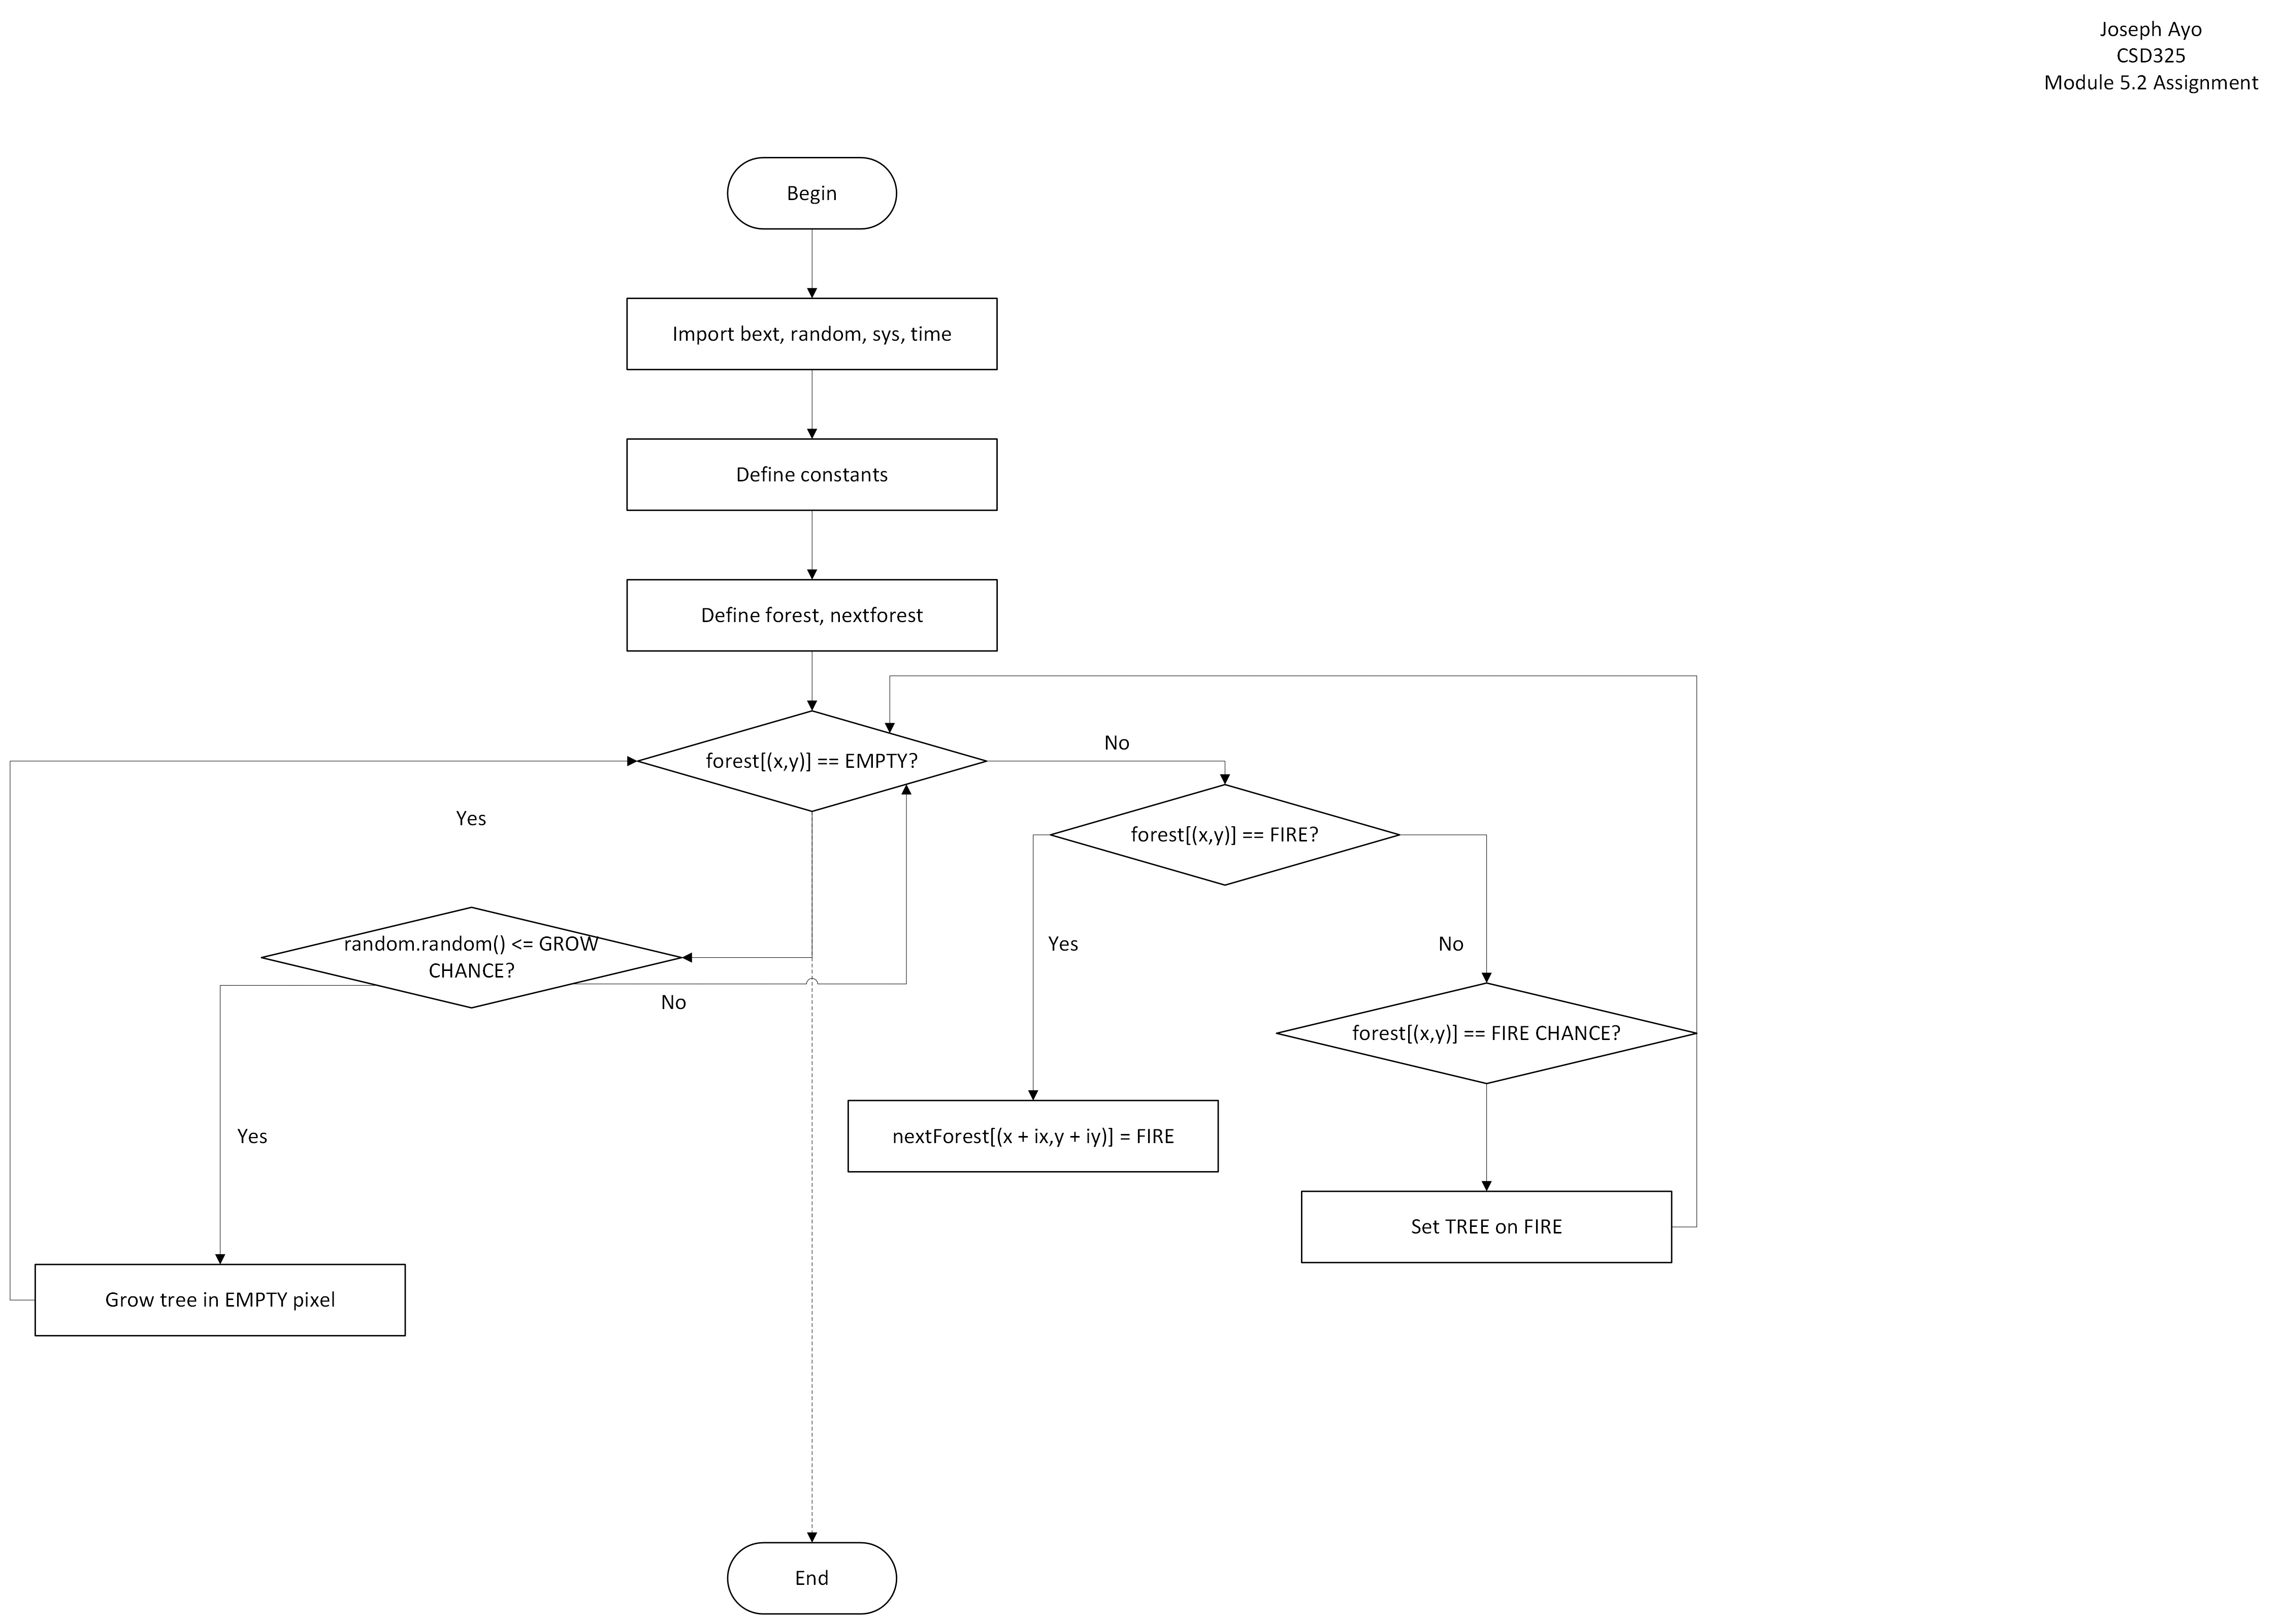 Joseph Ayo
CSD325
Module 5.2 Assignment
Begin
Import bext, random, sys, time
Define constants
Define forest, nextforest
forest[(x,y)] == EMPTY?
No
Yes
forest[(x,y)] == FIRE?
random.random() <= GROW
CHANCE?
Yes
No
No
forest[(x,y)] == FIRE CHANCE?
Yes
nextForest[(x + ix,y + iy)] = FIRE
Set TREE on FIRE
Grow tree in EMPTY pixel
End